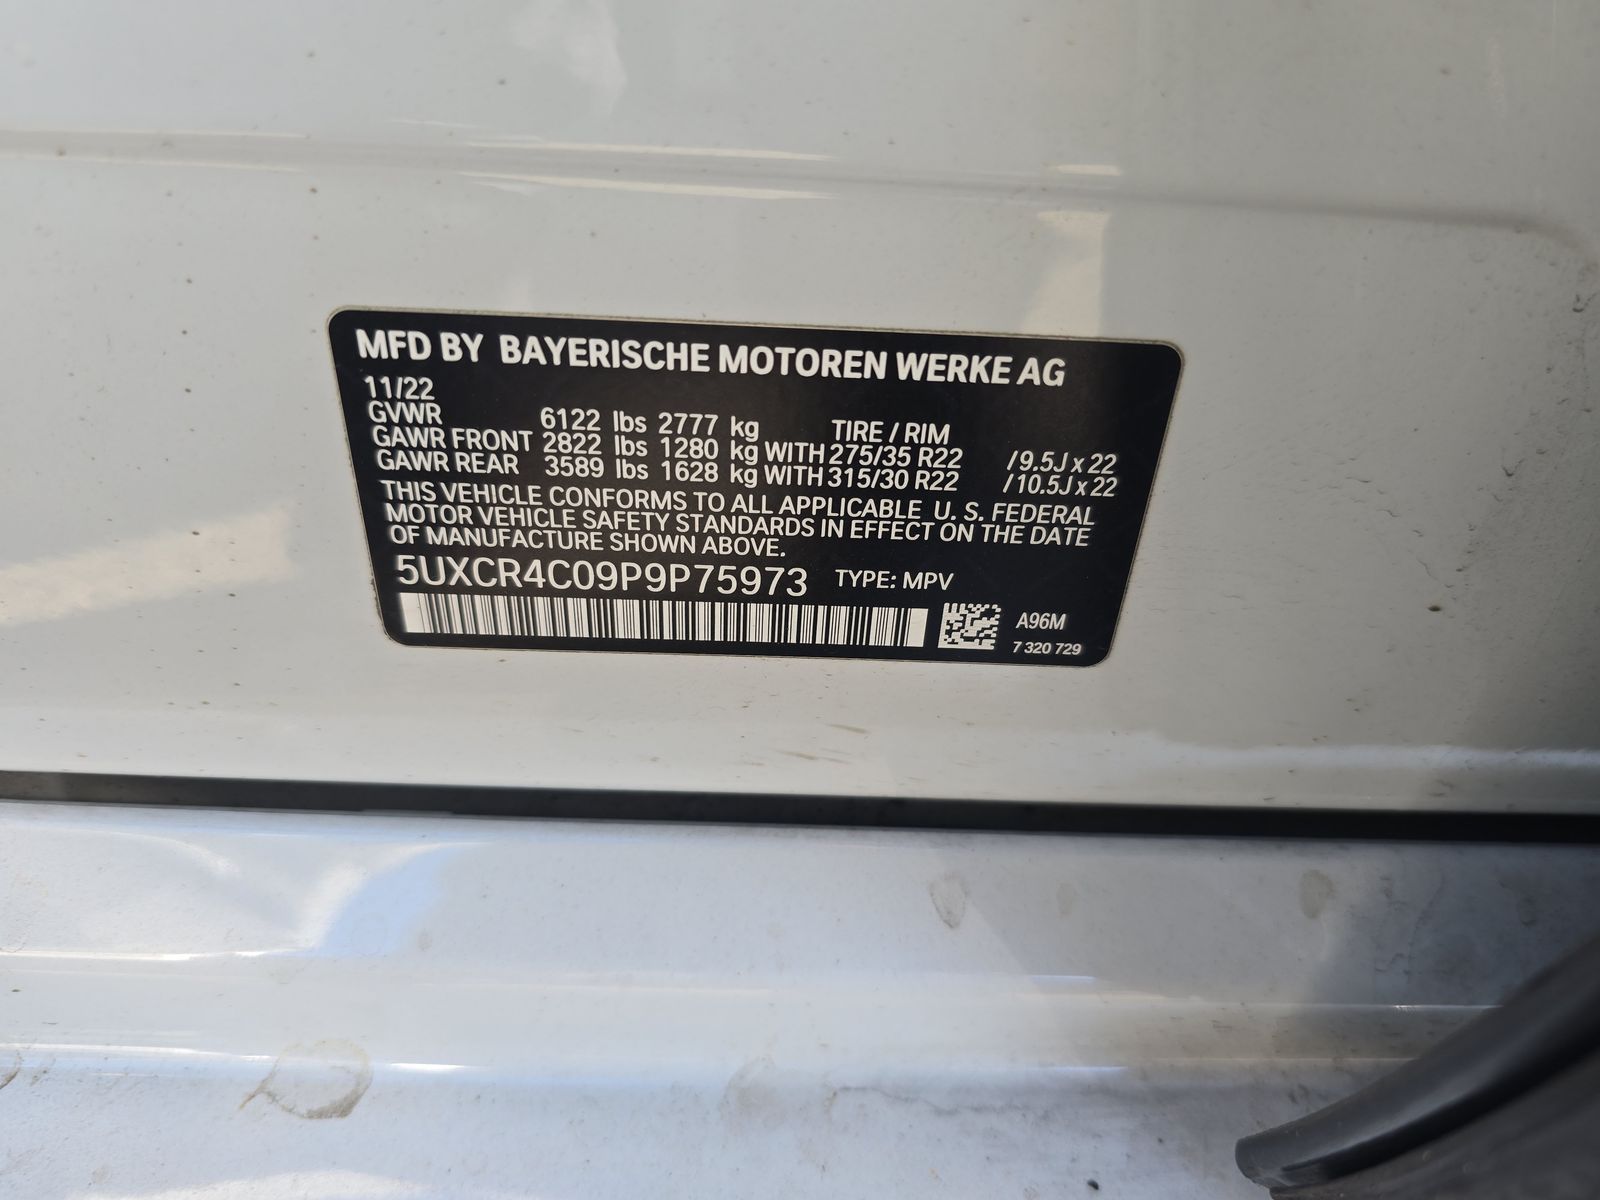 MFD BY BAYERISCHE MOTOREN WERKE AG
11/22
GVWR 6122 lbs 2777 kg TIRE / RIM
GAWR FRONT 2822 lbs 1280 kg WITH 275/35 R22 /9.5J x 22
GAWR REAR 3589 lbs 1628 kg WITH 315/30 R22 /10.5J x 22
THIS VEHICLE CONFORMS TO ALL APPLICABLE U. S. FEDERAL
MOTOR VEHICLE SAFETY STANDARDS IN EFFECT ON THE DATE
OF MANUFACTURE SHOWN ABOVE.
5UXCR4C09P9P75973 TYPE: MPV
A96M
7 320 729